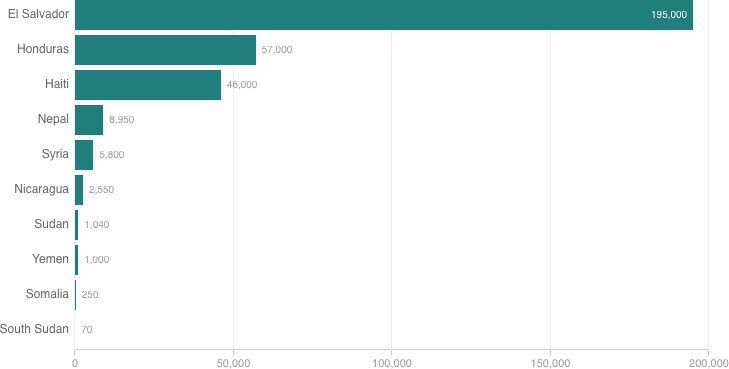 El Salvador 195,000
Honduras 57,000
Haiti 46,000
Nepal 8,950
Syria 5,800
Nicaragua 2,550
Sudan 1,040
Yemen 1,000
Somalia 250
South Sudan 70
0 50,000 100,000 150,000 200,000